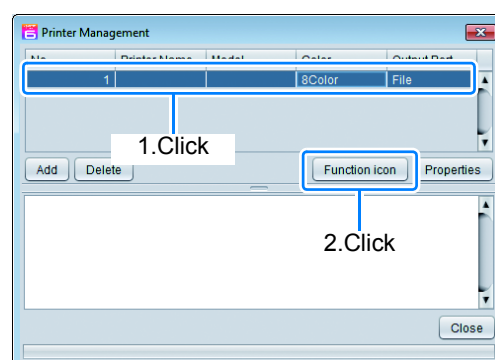 Printer Management
No. Printer Name Model Color Output Port
1 8Color File
1.Click
Add Delete Function icon Properties
2.Click
Close